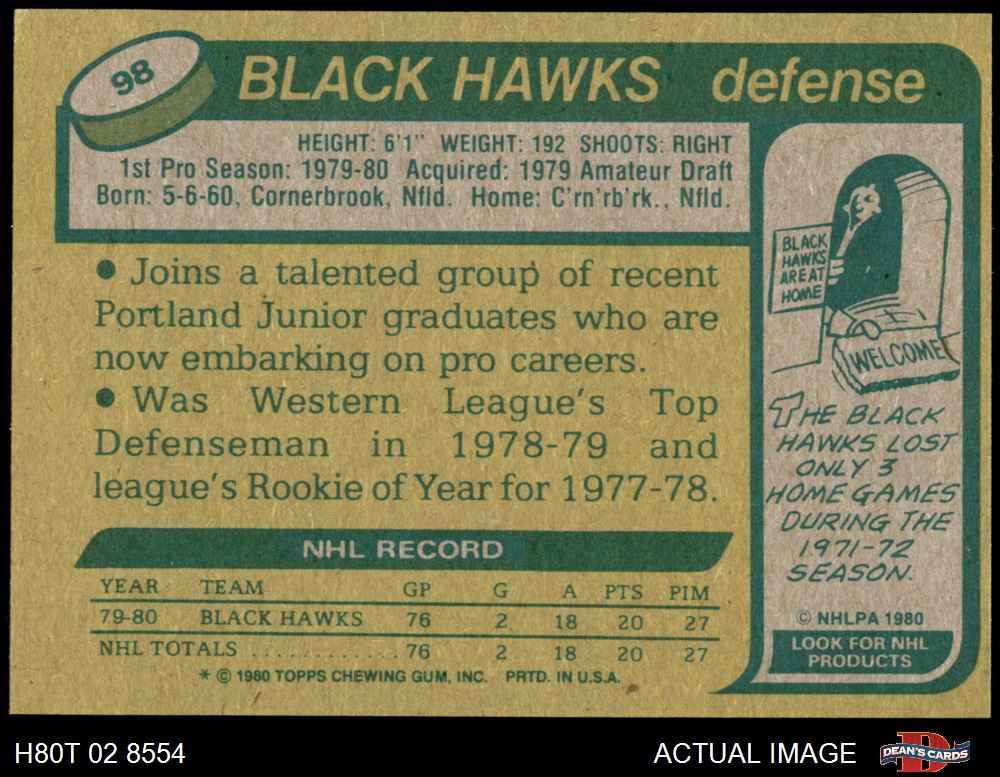 98
BLACK HAWKS defense
HEIGHT: 6'1" WEIGHT: 192 SHOOTS: RIGHT
1st Pro Season: 1979-80 Acquired: 1979 Amateur Draft
Born: 5-6-60, Cornerbrook, Nfld. Home: C'rn'rb'rk., Nfld.
• Joins a talented group of recent
Portland Junior graduates who are
now embarking on pro careers.
• Was Western League's Top
Defenseman in 1978-79 and
league's Rookie of Year for 1977-78.
NHL RECORD
YEAR TEAM GP G A PTS PIM
79-80 BLACK HAWKS 76 2 18 20 27
NHL TOTALS . . . . . . . . . . . . 76 2 18 20 27
* © 1980 TOPPS CHEWING GUM, INC. PRTD. IN U.S.A.
BLACK
HAWKS
ARE AT
HOME
WELCOME
THE BLACK
HAWKS LOST
ONLY 3
HOME GAMES
DURING THE
1971-72
SEASON.
© NHLPA 1980
LOOK FOR NHL
PRODUCTS
H80T 02 8554
ACTUAL IMAGE
DEAN'S CARDS